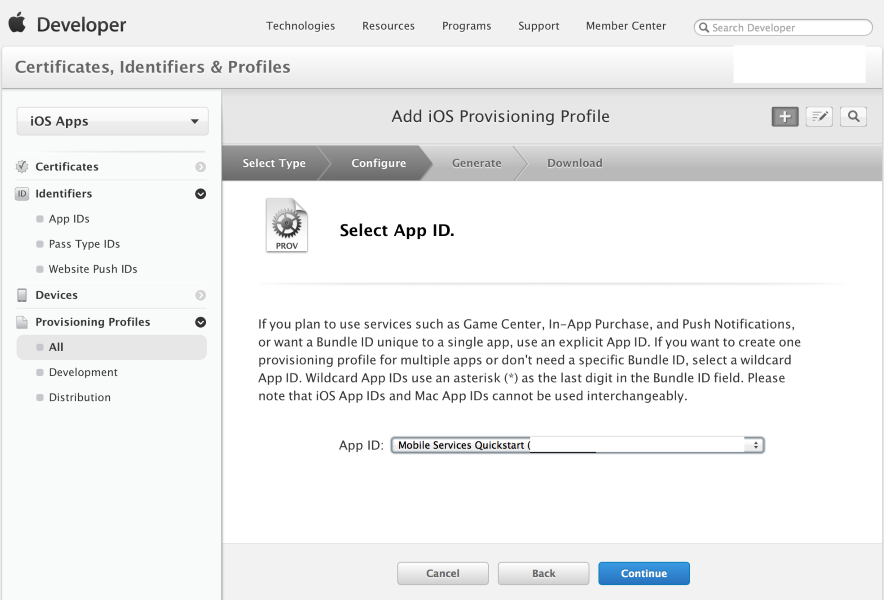 Developer
Technologies
Resources
Programs
Support
Member Center
Search Developer
Certificates, Identifiers & Profiles
iOS Apps
Certificates
ID Identifiers
App IDs
Pass Type IDs
Website Push IDs
Devices
Provisioning Profiles
All
Development
Distribution
Add iOS Provisioning Profile
Select Type
Configure
Generate
Download
PROV
Select App ID.
If you plan to use services such as Game Center, In-App Purchase, and Push Notifications,
or want a Bundle ID unique to a single app, use an explicit App ID. If you want to create one
provisioning profile for multiple apps or don't need a specific Bundle ID, select a wildcard
App ID. Wildcard App IDs use an asterisk (*) as the last digit in the Bundle ID field. Please
note that iOS App IDs and Mac App IDs cannot be used interchangeably.
App ID: Mobile Services Quickstart (
Cancel
Back
Continue